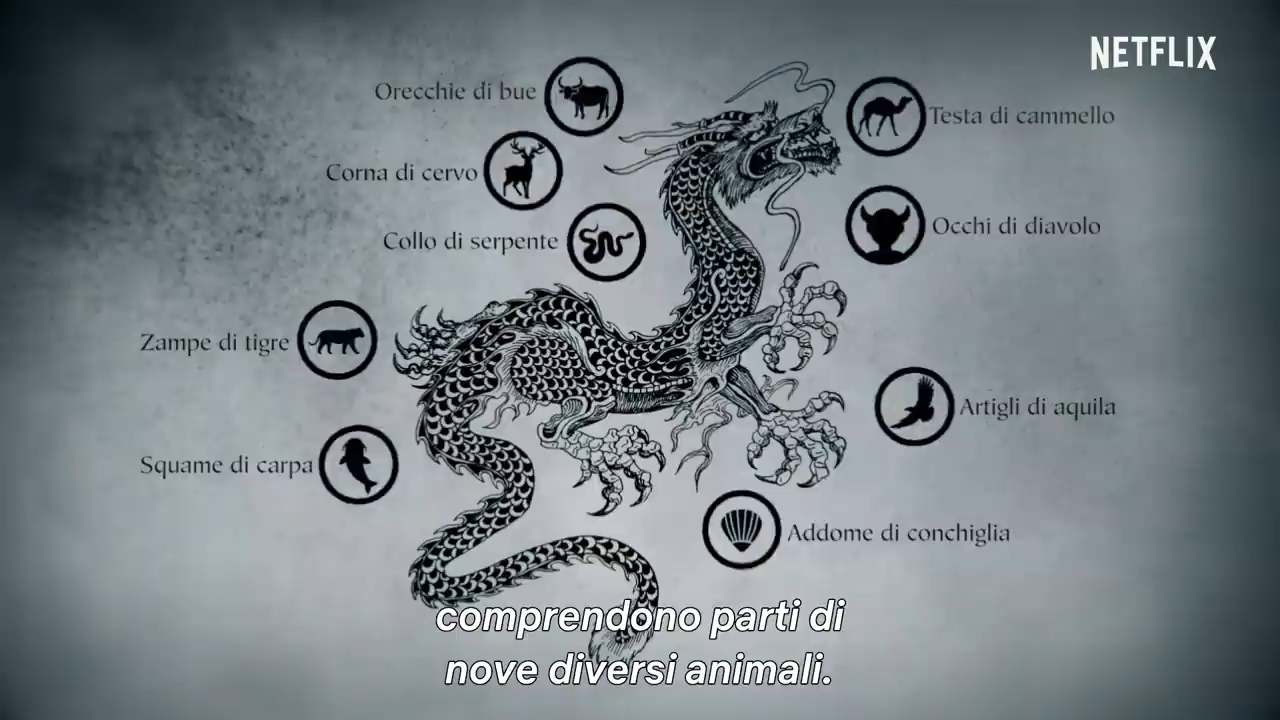 NETFLIX
Orecchie di bue
Testa di cammello
Corna di cervo
Occhi di diavolo
Collo di serpente
Zampe di tigre
Artigli di aquila
Squame di carpa
Addome di conchiglia
comprendono parti di
nove diversi animali.